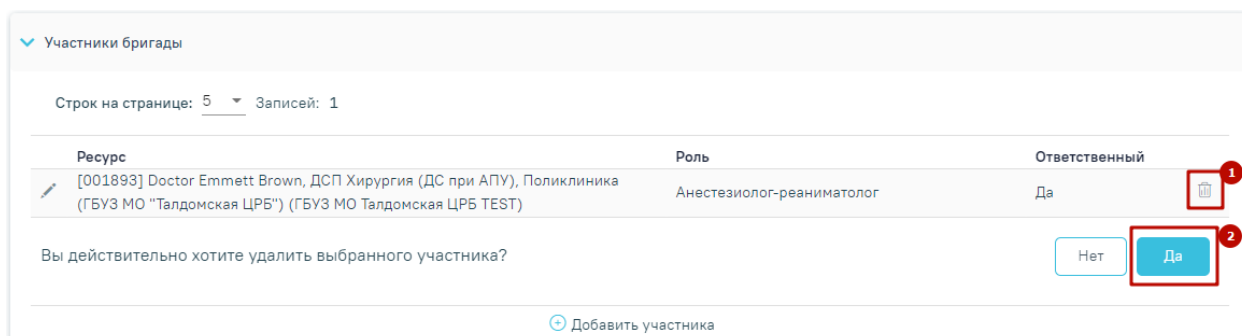 Участники бригады
Строк на странице: 5 Записей: 1
Ресурс Роль Ответственный
[001893] Doctor Emmett Brown, ДСП Хирургия (ДС при АПУ), Поликлиника
(ГБУЗ МО "Талдомская ЦРБ") (ГБУЗ МО Талдомская ЦРБ TEST)
Анестезиолог-реаниматолог
Да
1
2
Вы действительно хотите удалить выбранного участника?
Нет
Да
Добавить участника